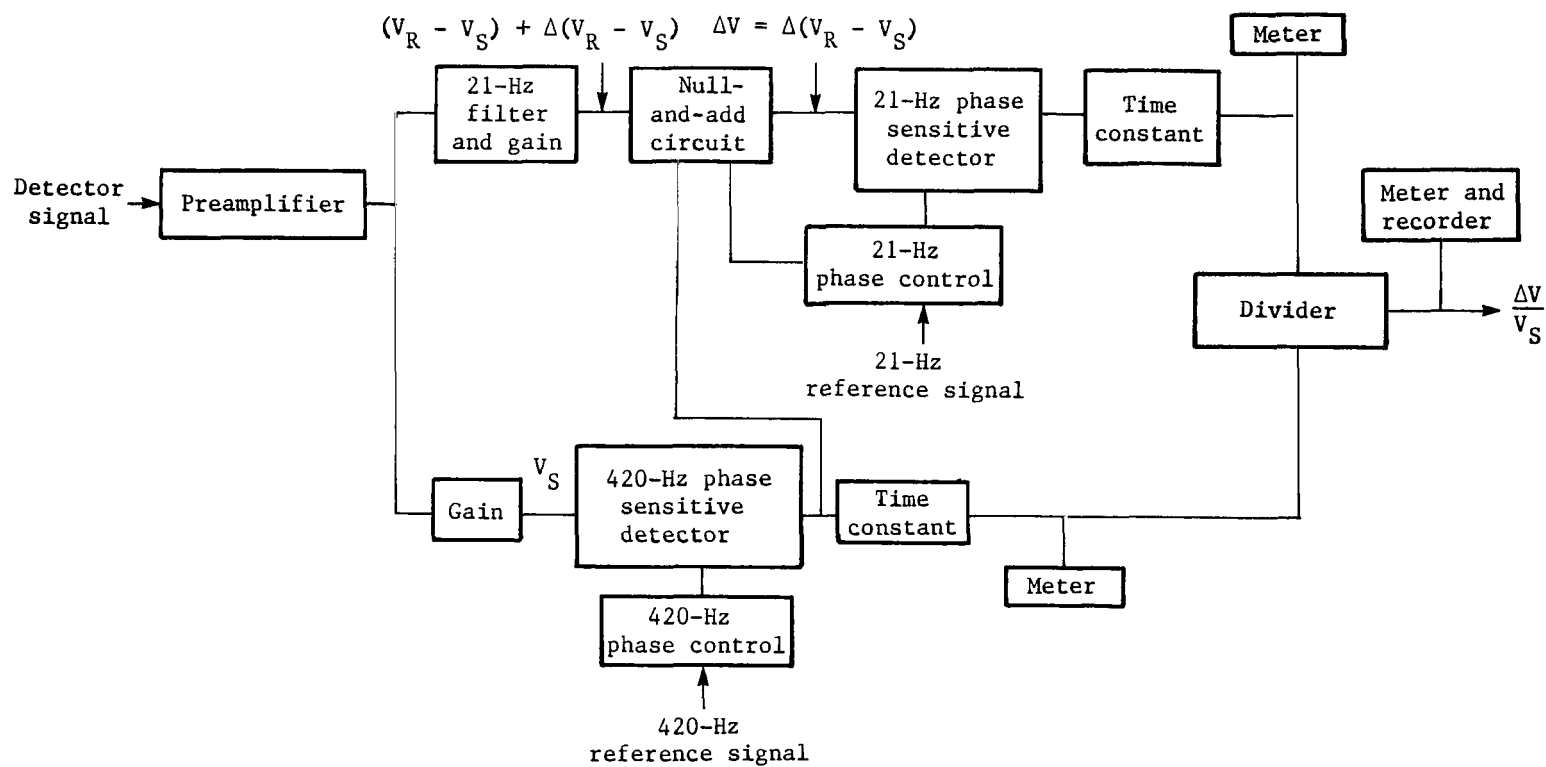 (V_R - V_S) + Δ(V_R - V_S)
ΔV = Δ(V_R - V_S)
Meter
21-Hz
filter
and gain
Null-
and-add
circuit
21-Hz phase
sensitive
detector
Time
constant
Detector
signal
Preamplifier
Meter and
recorder
21-Hz
phase control
Divider
ΔV
V_S
21-Hz
reference signal
V_S
Gain
420-Hz phase
sensitive
detector
Time
constant
Meter
420-Hz
phase control
420-Hz
reference signal